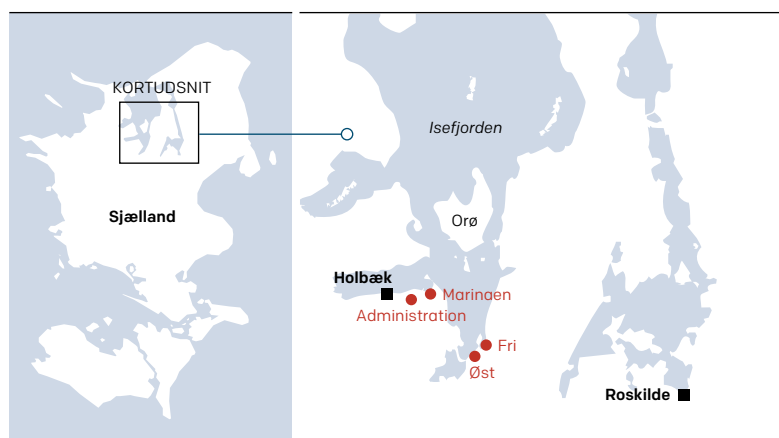 KORTUDSNIT
Sjælland
Isefjorden
Orø
Holbæk
Marinaen
Administration
Fri
Øst
Roskilde